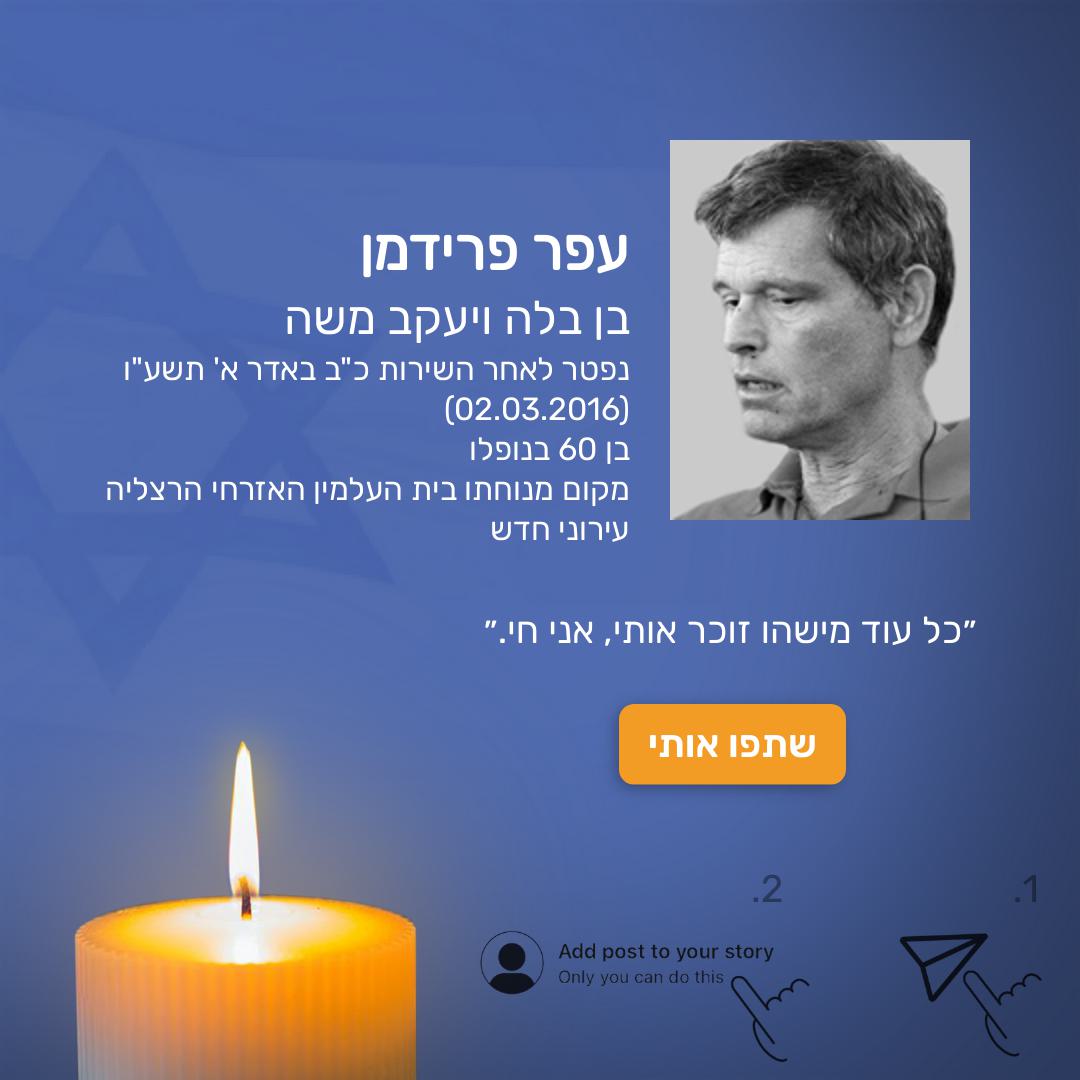 עפר פרידמן
בן בלה ויעקב משה
נפטר לאחר השירות כ"ב באדר א' תשע"ו
(02.03.2016)
בן 60 בנופלו
מקום מנוחתו בית העלמין האזרחי הרצליה
עירוני חדש
״כל עוד מישהו זוכר אותי, אני חי.״
שתפו אותי
1.
2.
Add post to your story
Only you can do this